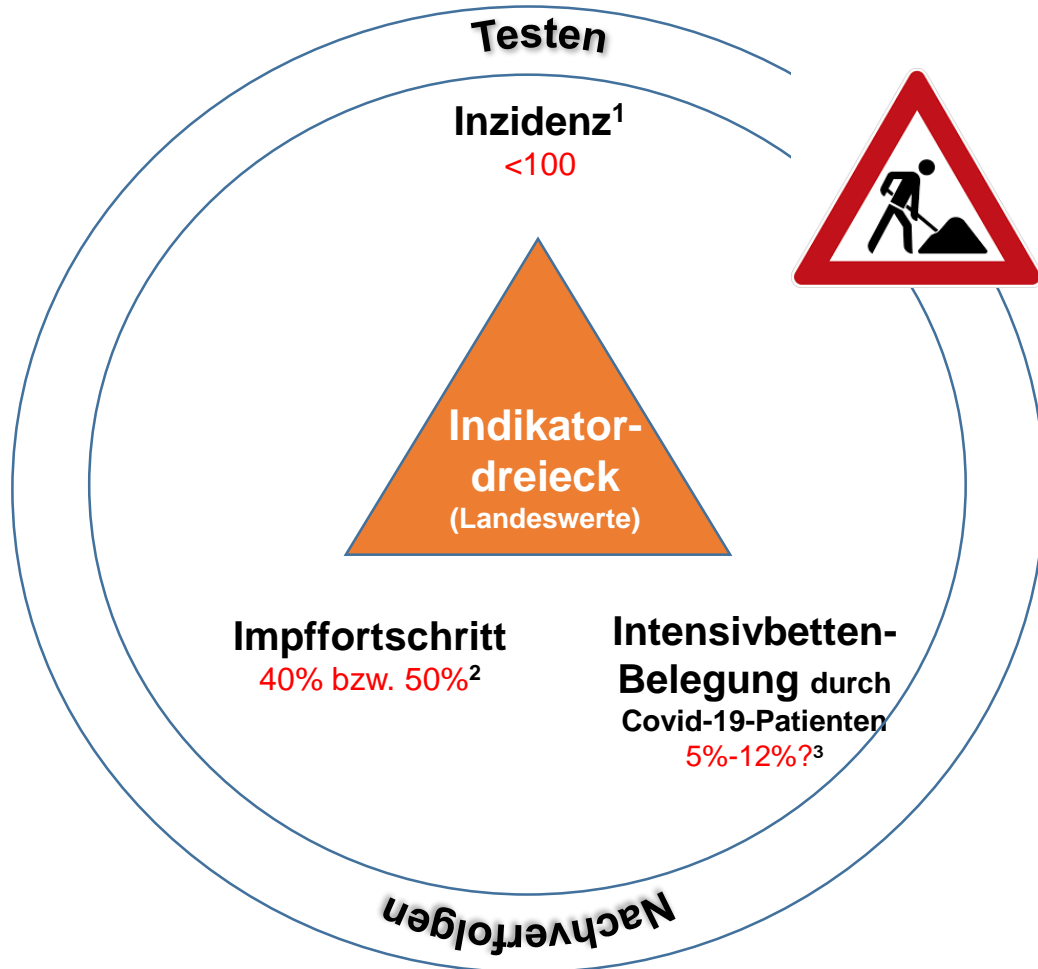 Testen
Inzidenz¹
<100
Indikator-
dreieck
(Landeswerte)
Impffortschritt
40% bzw. 50%²
Intensivbetten-
Belegung durch
Covid-19-Patienten
5%-12%?³
Nachverfolgen